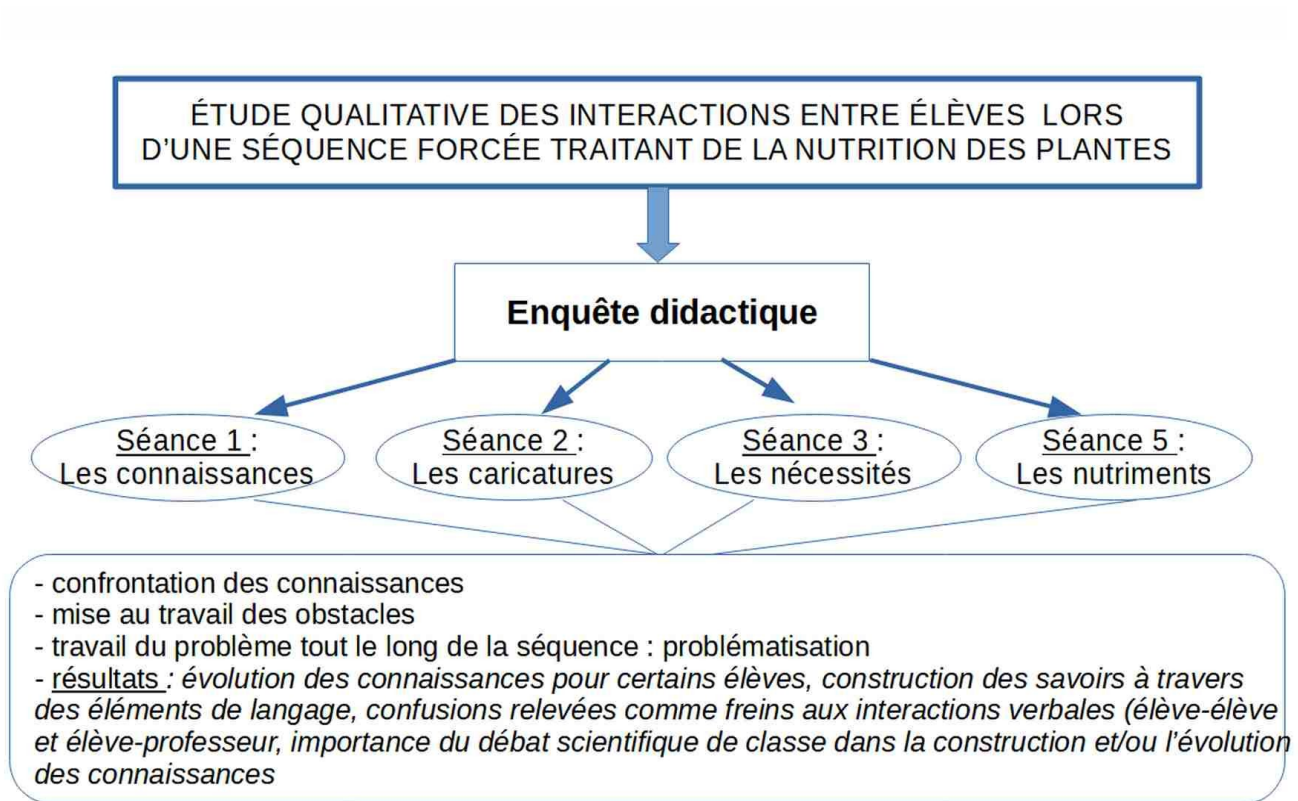 ÉTUDE QUALITATIVE DES INTERACTIONS ENTRE ÉLÈVES LORS
D'UNE SÉQUENCE FORCÉE TRAITANT DE LA NUTRITION DES PLANTES
Enquête didactique
Séance 1 :
Les connaissances
Séance 2 :
Les caricatures
Séance 3 :
Les nécessités
Séance 5 :
Les nutriments
- confrontation des connaissances
- mise au travail des obstacles
- travail du problème tout le long de la séquence : problématisation
- résultats : évolution des connaissances pour certains élèves, construction des savoirs à travers
des éléments de langage, confusions relevées comme freins aux interactions verbales (élève-élève
et élève-professeur, importance du débat scientifique de classe dans la construction et/ou l'évolution
des connaissances